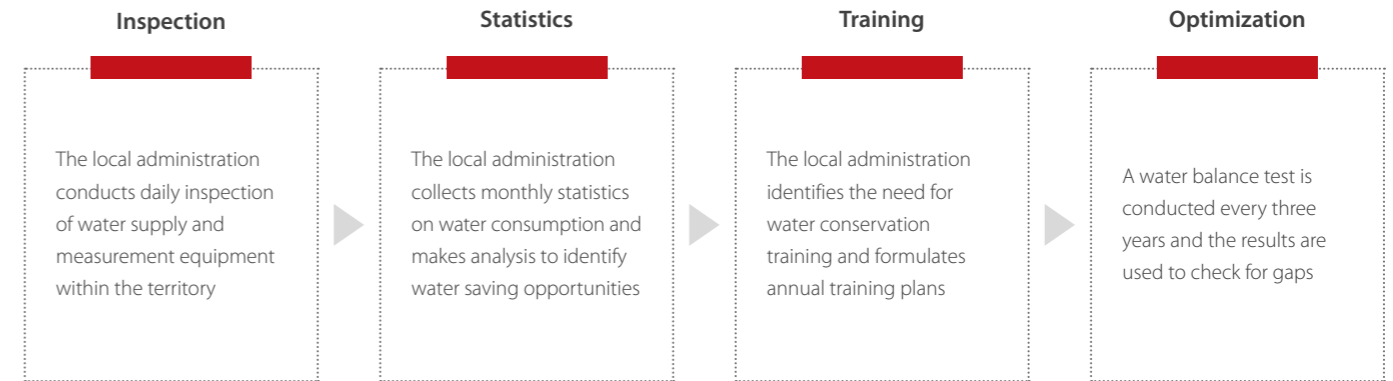 Inspection
The local administration
conducts daily inspection
of water supply and
measurement equipment
within the territory
Statistics
The local administration
collects monthly statistics
on water consumption and
makes analysis to identify
water saving opportunities
Training
The local administration
identifies the need for
water conservation
training and formulates
annual training plans
Optimization
A water balance test is
conducted every three
years and the results are
used to check for gaps